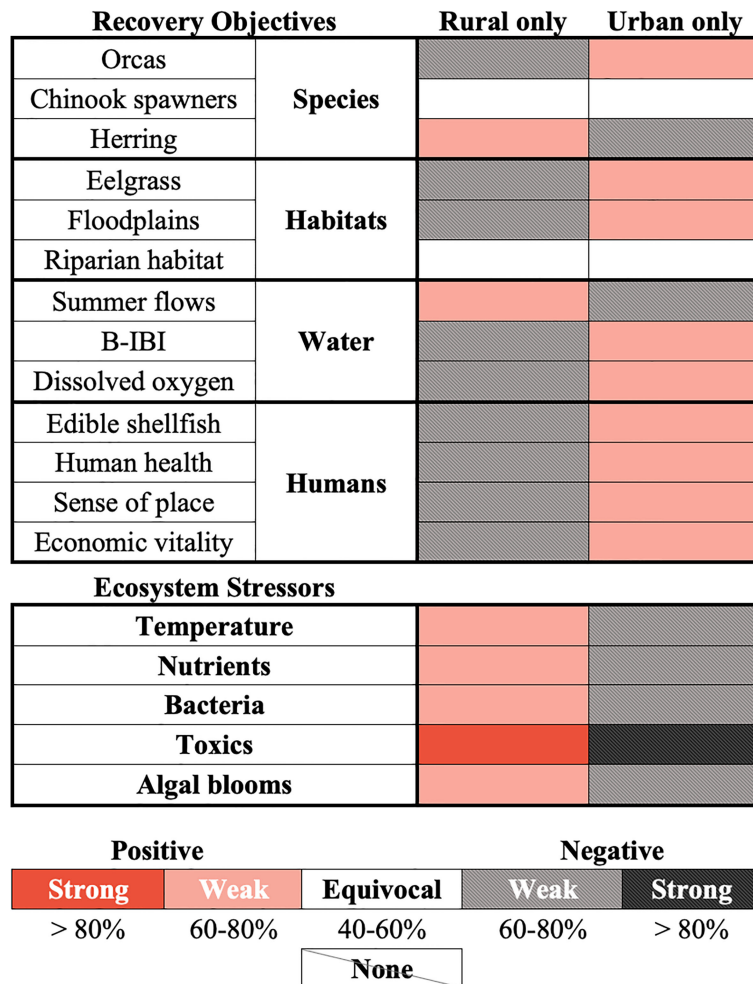 Recovery Objectives Rural only Urban only
Orcas
Chinook spawners Species
Herring
Eelgrass
Floodplains Habitats
Riparian habitat
Summer flows
B-IBI Water
Dissolved oxygen
Edible shellfish
Human health
Humans
Sense of place
Economic vitality
Ecosystem Stressors
Temperature
Nutrients
Bacteria
Toxics
Algal blooms
Positive Negative
Strong Weak Equivocal Weak Strong
> 80% 60-80% 40-60% 60-80% > 80%
None